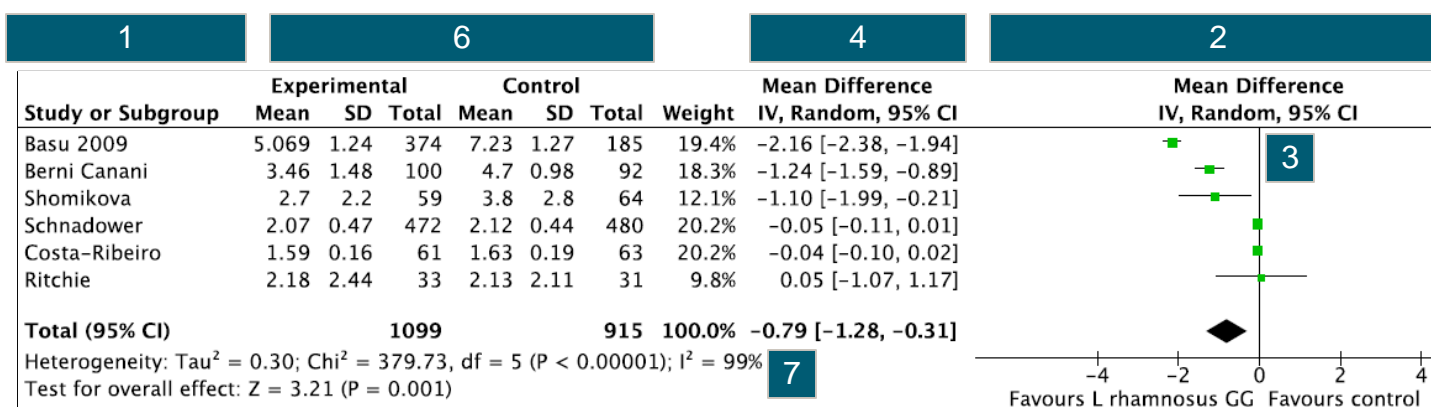 1 6 4 2
Experimental Control Mean Difference Mean Difference
Study or Subgroup Mean SD Total Mean SD Total Weight IV, Random, 95% CI IV, Random, 95% CI
Basu 2009 5.069 1.24 374 7.23 1.27 185 19.4% −2.16 [−2.38, −1.94]
3
Berni Canani 3.46 1.48 100 4.7 0.98 92 18.3% −1.24 [−1.59, −0.89]
Shomikova 2.7 2.2 59 3.8 2.8 64 12.1% −1.10 [−1.99, −0.21]
Schnadower 2.07 0.47 472 2.12 0.44 480 20.2% −0.05 [−0.11, 0.01]
Costa-Ribeiro 1.59 0.16 61 1.63 0.19 63 20.2% −0.04 [−0.10, 0.02]
Ritchie 2.18 2.44 33 2.13 2.11 31 9.8% 0.05 [−1.07, 1.17]
Total (95% CI) 1099 915 100.0% −0.79 [−1.28, −0.31]
Heterogeneity: Tau² = 0.30; Chi² = 379.73, df = 5 (P < 0.00001); I² = 99%
7
−4 −2 0 2 4
Test for overall effect: Z = 3.21 (P = 0.001)
Favours L rhamnosus GG Favours control